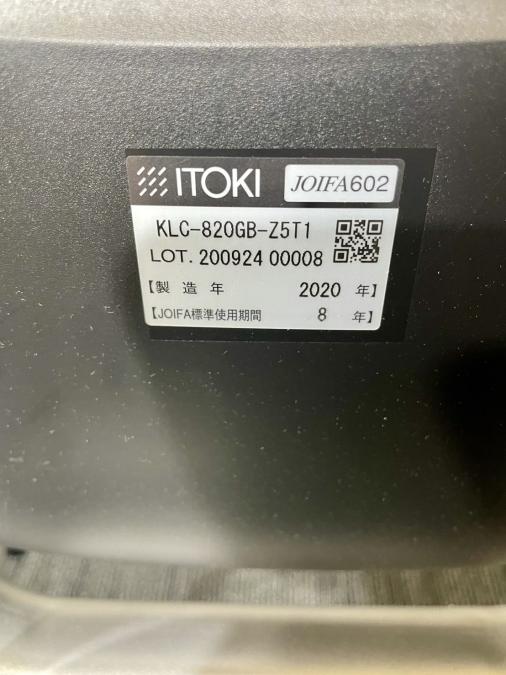 ITOKI JOIFA602
KLC-820GB-Z5T1
LOT. 200924 00008
【製 造 年 2020 年】
【JOIFA標準使用期間 8 年】